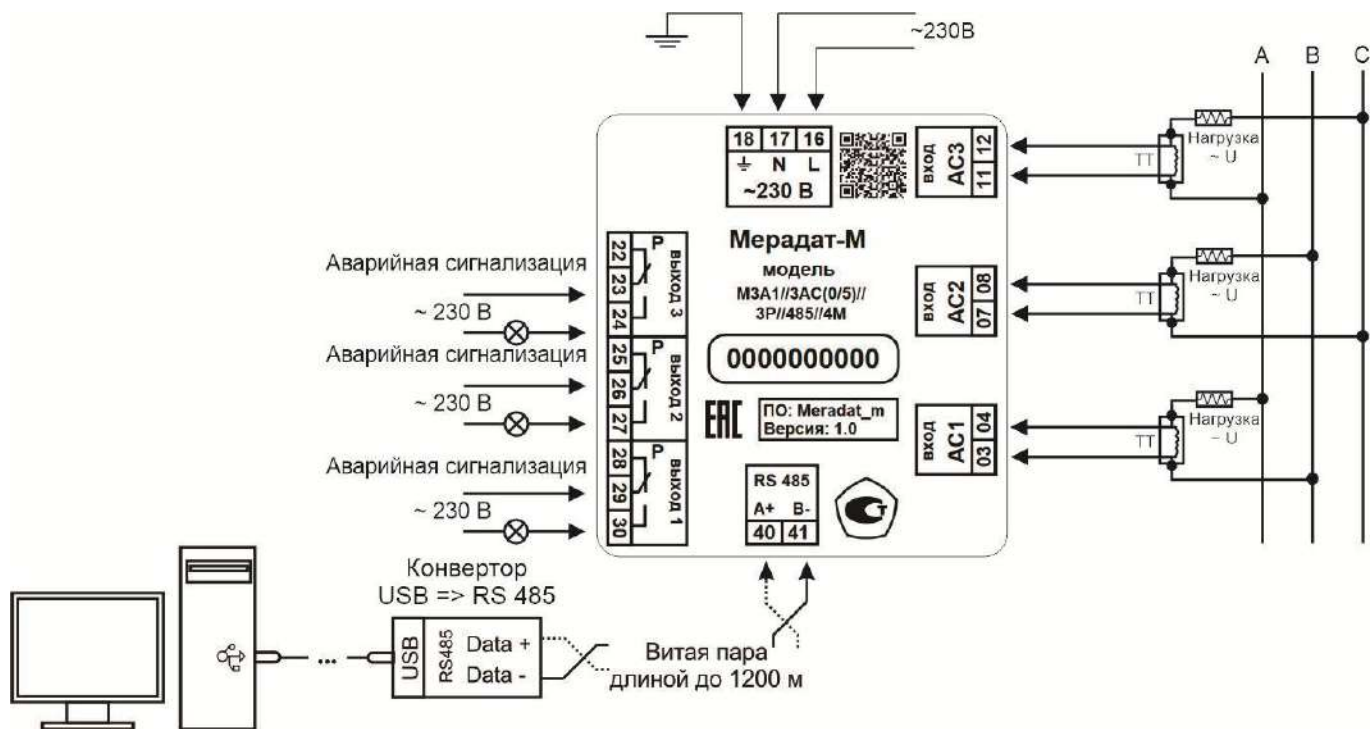 ~230В
A B C
18 17 16
N L
~230 В
вход AC3 11 12
Нагрузка
~ U
ТТ
Мерадат-М
модель
М3А1//3АС(0/5)//
3Р//485//4М
0000000000
EAC
ПО: Meradat_m
Версия: 1.0
вход AC2 07 08
Нагрузка
~ U
ТТ
вход AC1 03 04
Нагрузка
~ U
ТТ
Аварийная сигнализация
~ 230 В
22 23 24
Р
выход 3
Аварийная сигнализация
~ 230 В
25 26 27
Р
выход 2
Аварийная сигнализация
~ 230 В
28 29 30
Р
выход 1
RS 485
A+ B-
40 41
Ст
Конвертор
USB => RS 485
USB
RS485
Data +
Data -
...
Витая пара
длиной до 1200 м